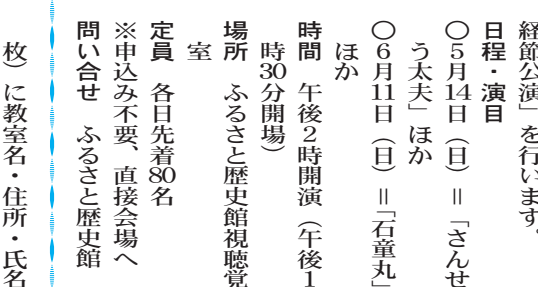 経節公演」を行います。
日程・演目
○5月14日（日）＝「さんせ
う太夫」ほか
○6月11日（日）＝「石童丸」
ほか
時間　午後2時開演（午後1
時30分開場）
場所　ふるさと歴史館視聴覚
室
定員　各日先着80名
※申込み不要、直接会場へ
問い合せ　ふるさと歴史館
枚）に教室名・住所・氏名